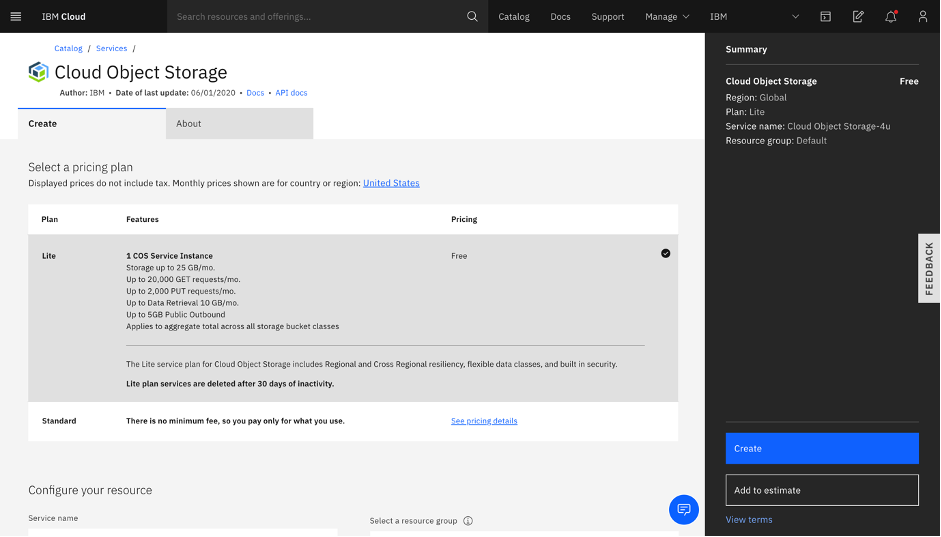 IBM Cloud
Search resources and offerings...
Catalog
Docs
Support
Manage
IBM
Catalog / Services /
Cloud Object Storage
Author: IBM • Date of last update: 06/01/2020 • Docs • API docs
Create
About
Select a pricing plan
Displayed prices do not include tax. Monthly prices shown are for country or region: United States
Plan
Features
Pricing
Lite
1 COS Service Instance
Free
Storage up to 25 GB/mo.
Up to 20,000 GET requests/mo.
Up to 2,000 PUT requests/mo.
Up to Data Retrieval 10 GB/mo.
Up to 5GB Public Outbound
Applies to aggregate total across all storage bucket classes
The Lite service plan for Cloud Object Storage includes Regional and Cross Regional resiliency, flexible data classes, and built in security.
Lite plan services are deleted after 30 days of inactivity.
Standard
There is no minimum fee, so you pay only for what you use.
See pricing details
Configure your resource
Service name
Select a resource group
Summary
Cloud Object Storage
Free
Region: Global
Plan: Lite
Service name: Cloud Object Storage-4u
Resource group: Default
FEEDBACK
Create
Add to estimate
View terms